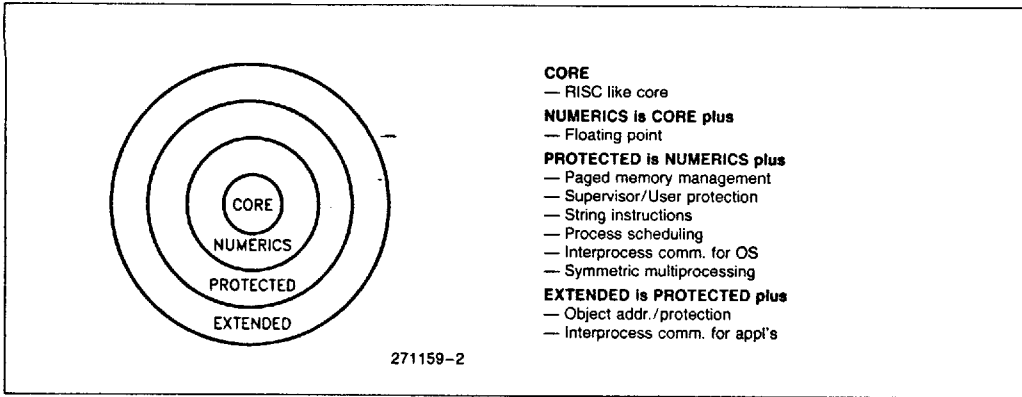 CORE
NUMERICS
PROTECTED
EXTENDED
271159-2
CORE
— RISC like core
NUMERICS is CORE plus
— Floating point
PROTECTED is NUMERICS plus
— Paged memory management
— Supervisor/User protection
— String instructions
— Process scheduling
— Interprocess comm. for OS
— Symmetric multiprocessing
EXTENDED is PROTECTED plus
— Object addr./protection
— Interprocess comm. for appl's